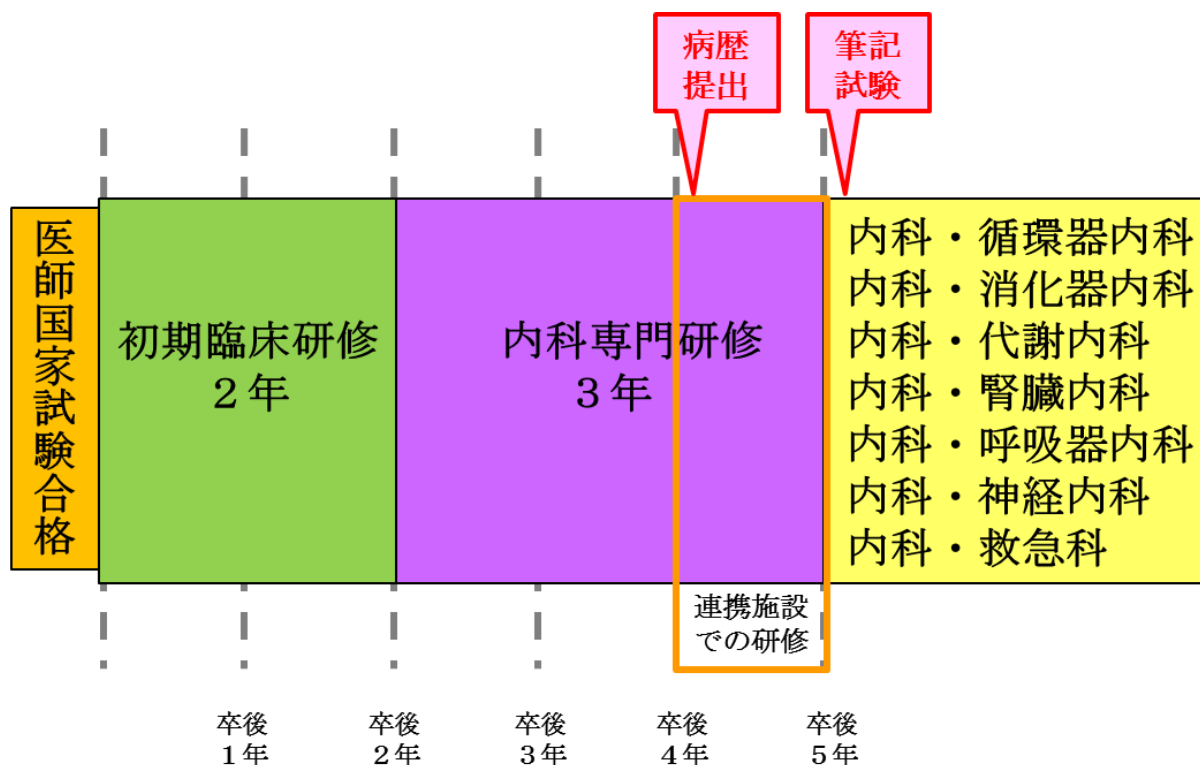 病歴
提出
筆記
試験
医師国家試験合格
初期臨床研修
２年
内科専門研修
３年
内科・循環器内科
内科・消化器内科
内科・代謝内科
内科・腎臓内科
内科・呼吸器内科
内科・神経内科
内科・救急科
連携施設
での研修
卒後
１年
卒後
２年
卒後
３年
卒後
４年
卒後
５年